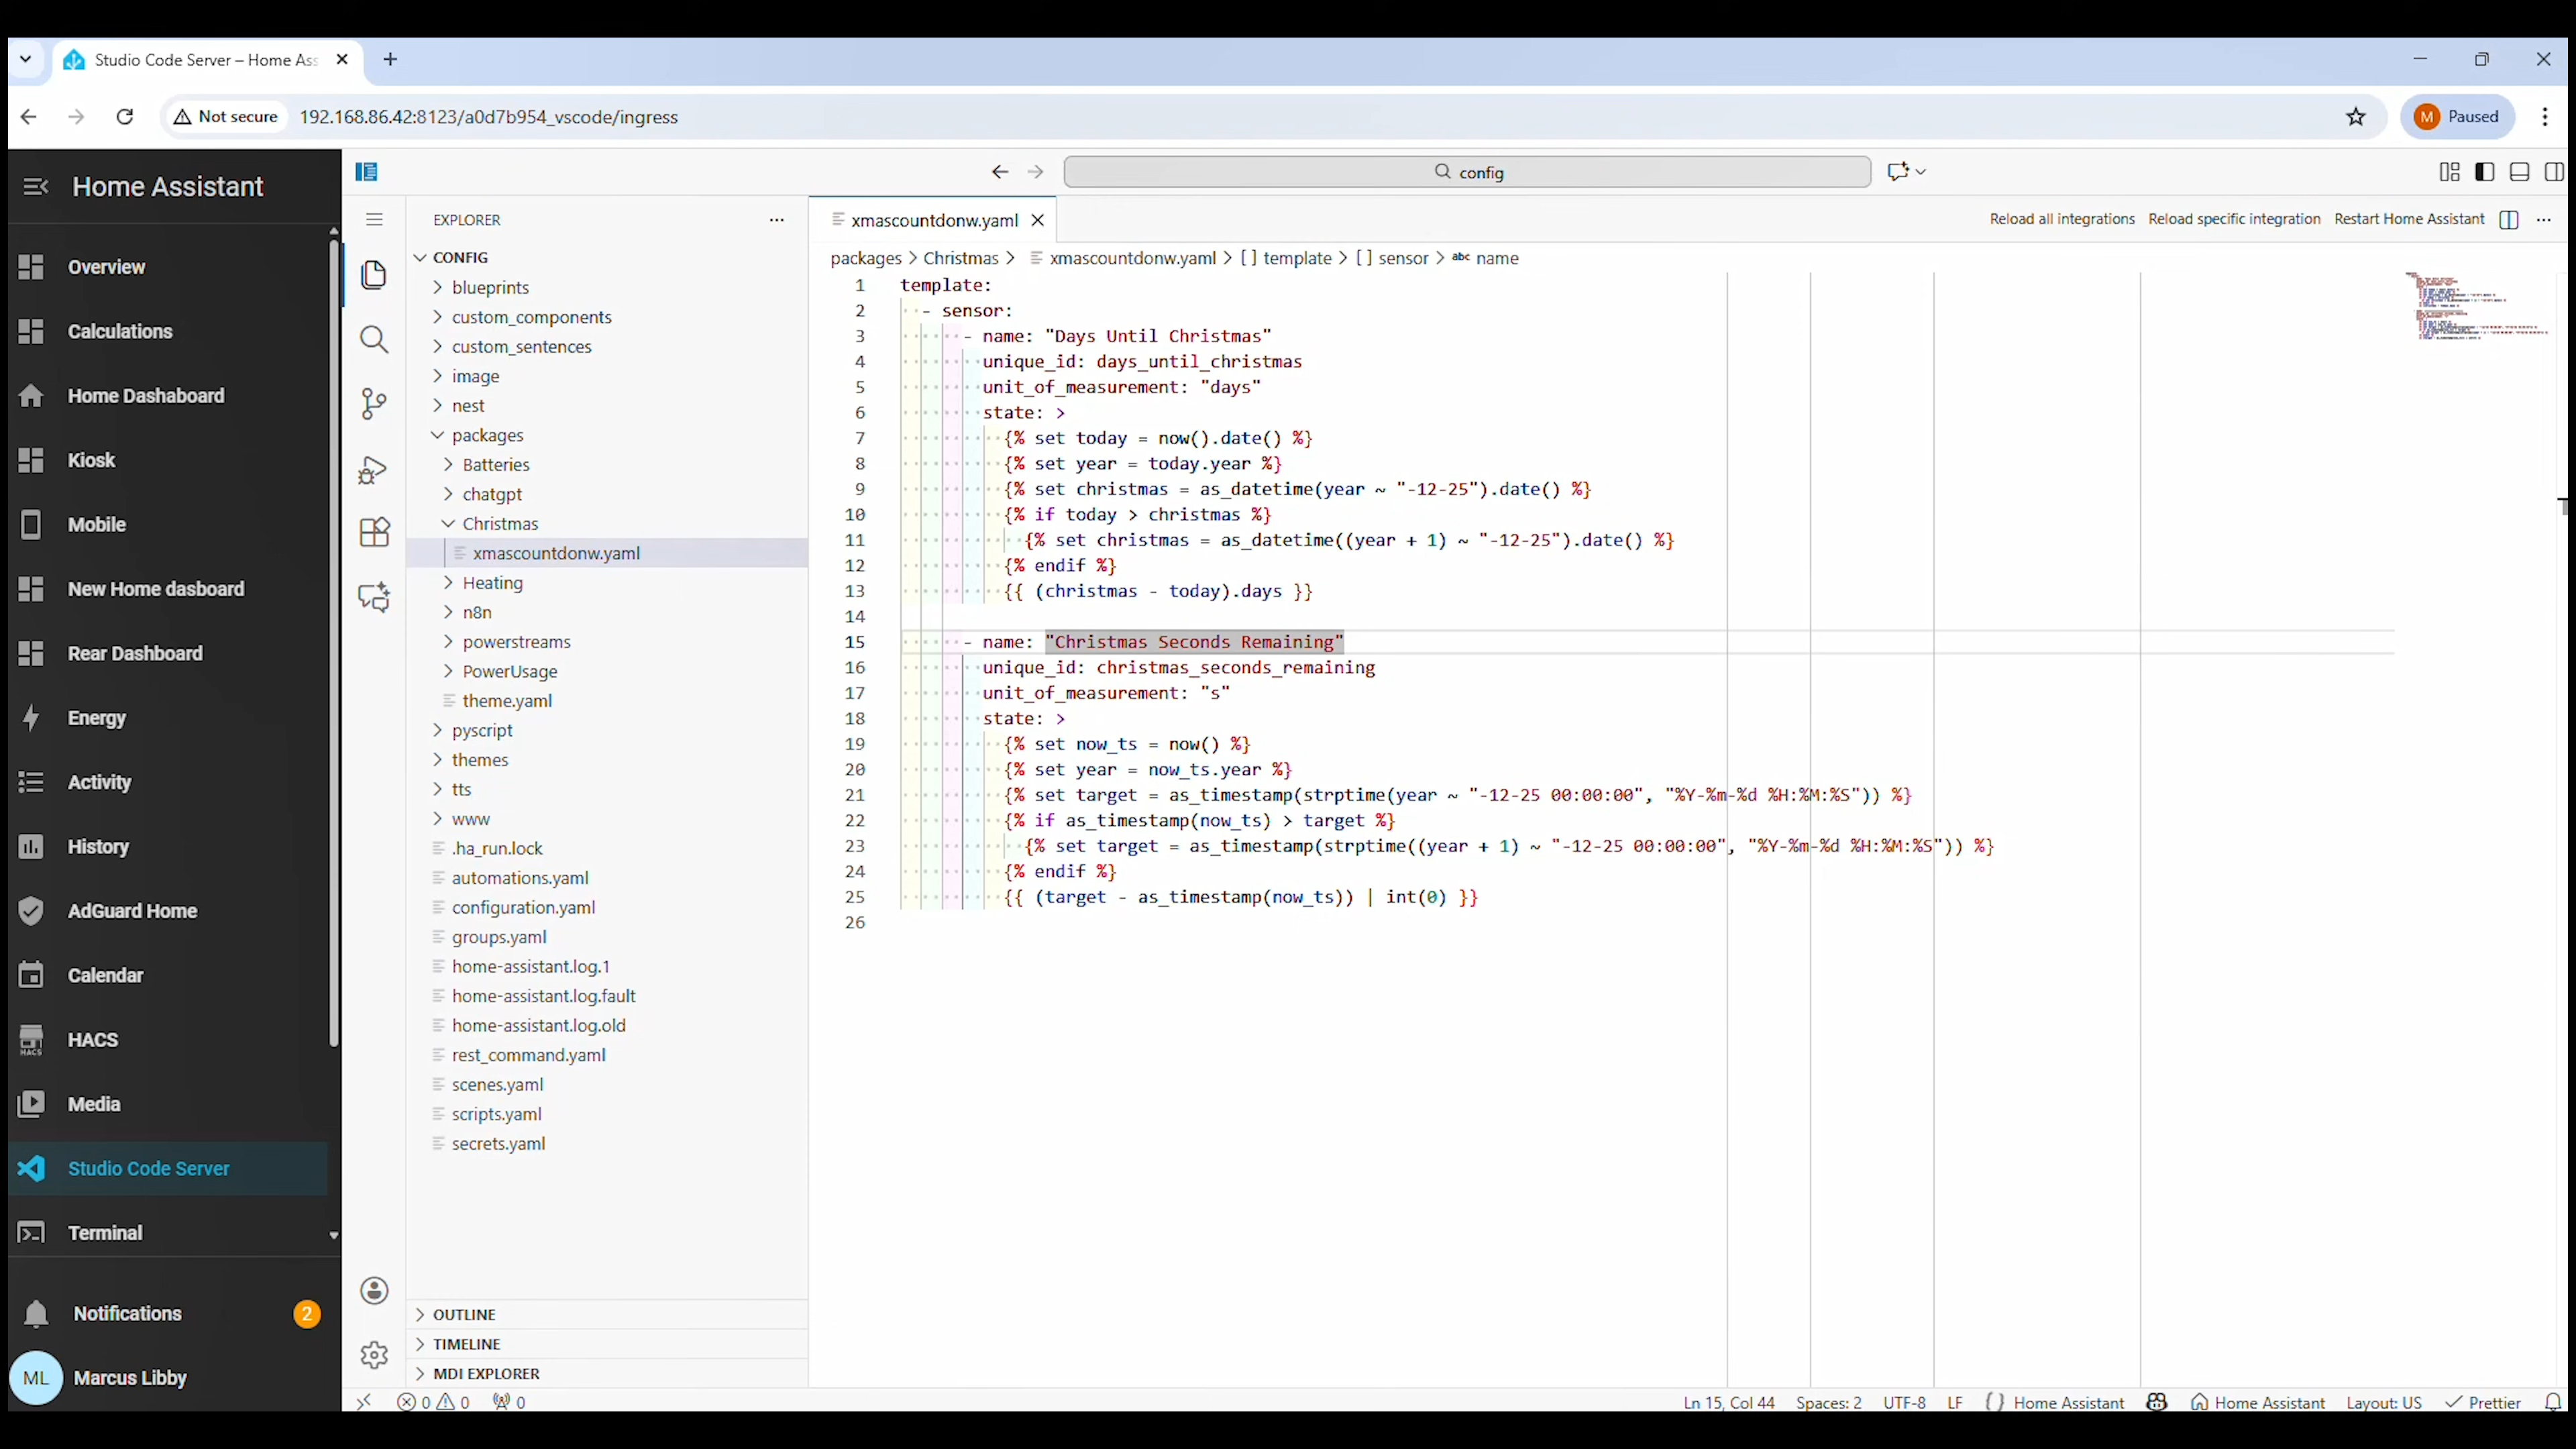 Studio Code Server – Home Ass
Not secure
192.168.86.42:8123/a0d7b954_vscode/ingress
M Paused
Home Assistant
config
EXPLORER
xmascountdonw.yaml
Reload all integrations Reload specific integration Restart Home Assistant
packages > Christmas > xmascountdonw.yaml > [ ] template > [ ] sensor > abc name
Overview
Calculations
Home Dashaboard
Kiosk
Mobile
New Home dasboard
Rear Dashboard
Energy
Activity
History
AdGuard Home
Calendar
HACS
HACS
Media
Studio Code Server
Terminal
Notifications 2
ML Marcus Libby
CONFIG
blueprints
custom_components
custom_sentences
image
nest
packages
Batteries
chatgpt
Christmas
xmascountdonw.yaml
Heating
n8n
powerstreams
PowerUsage
theme.yaml
pyscript
themes
tts
www
.ha_run.lock
automations.yaml
configuration.yaml
groups.yaml
home-assistant.log.1
home-assistant.log.fault
home-assistant.log.old
rest_command.yaml
scenes.yaml
scripts.yaml
secrets.yaml
OUTLINE
TIMELINE
MDI EXPLORER
1 template:
2 - sensor:
3 - name: "Days Until Christmas"
4 unique_id: days_until_christmas
5 unit_of_measurement: "days"
6 state: >
7 {% set today = now().date() %}
8 {% set year = today.year %}
9 {% set christmas = as_datetime(year ~ "-12-25").date() %}
10 {% if today > christmas %}
11 {% set christmas = as_datetime((year + 1) ~ "-12-25").date() %}
12 {% endif %}
13 {{ (christmas - today).days }}
14
15 - name: "Christmas Seconds Remaining"
16 unique_id: christmas_seconds_remaining
17 unit_of_measurement: "s"
18 state: >
19 {% set now_ts = now() %}
20 {% set year = now_ts.year %}
21 {% set target = as_timestamp(strptime(year ~ "-12-25 00:00:00", "%Y-%m-%d %H:%M:%S")) %}
22 {% if as_timestamp(now_ts) > target %}
23 {% set target = as_timestamp(strptime((year + 1) ~ "-12-25 00:00:00", "%Y-%m-%d %H:%M:%S")) %}
24 {% endif %}
25 {{ (target - as_timestamp(now_ts)) | int(0) }}
26
0 0 0
Ln 15, Col 44 Spaces: 2 UTF-8 LF { } Home Assistant Home Assistant Layout: US Prettier